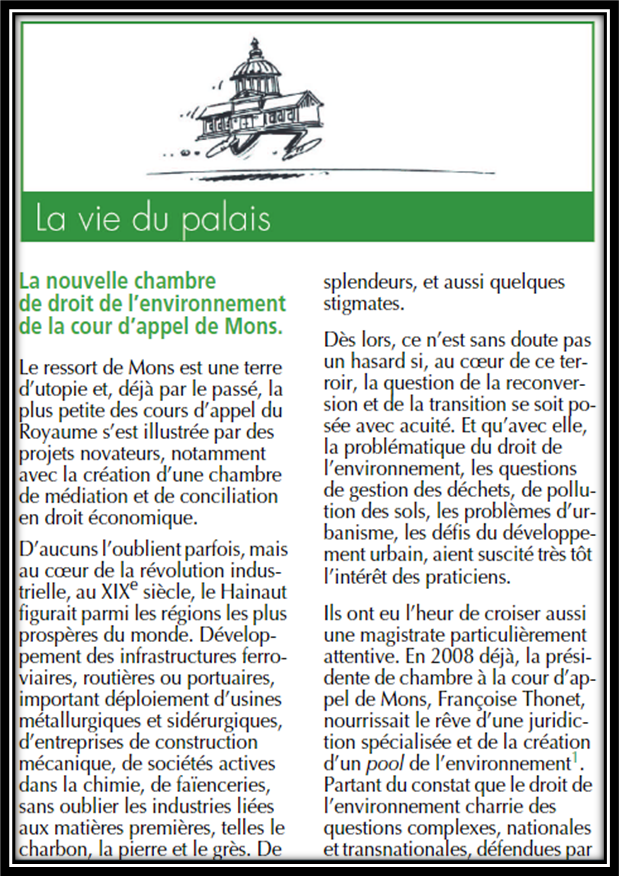 La vie du palais
La nouvelle chambre
de droit de l'environnement
de la cour d'appel de Mons.
Le ressort de Mons est une terre
d'utopie et, déjà par le passé, la
plus petite des cours d'appel du
Royaume s'est illustrée par des
projets novateurs, notamment
avec la création d'une chambre
de médiation et de conciliation
en droit économique.
D'aucuns l'oublient parfois, mais
au cœur de la révolution indus-
trielle, au XIXe siècle, le Hainaut
figurait parmi les régions les plus
prospères du monde. Dévelop-
pement des infrastructures ferro-
viaires, routières ou portuaires,
important déploiement d'usines
métallurgiques et sidérurgiques,
d'entreprises de construction
mécanique, de sociétés actives
dans la chimie, de faïenceries,
sans oublier les industries liées
aux matières premières, telles le
charbon, la pierre et le grès. De
splendeurs, et aussi quelques
stigmates.
Dès lors, ce n'est sans doute pas
un hasard si, au cœur de ce ter-
roir, la question de la reconver-
sion et de la transition se soit po-
sée avec acuité. Et qu'avec elle,
la problématique du droit de
l'environnement, les questions
de gestion des déchets, de pollu-
tion des sols, les problèmes d'ur-
banisme, les défis du développe-
ment urbain, aient suscité très tôt
l'intérêt des praticiens.
Ils ont eu l'heur de croiser aussi
une magistrate particulièrement
attentive. En 2008 déjà, la prési-
dente de chambre à la cour d'ap-
pel de Mons, Françoise Thonet,
nourrissait le rêve d'une juridic-
tion spécialisée et de la création
d'un pool de l'environnement1.
Partant du constat que le droit de
l'environnement charrie des
questions complexes, nationales
et transnationales, défendues par